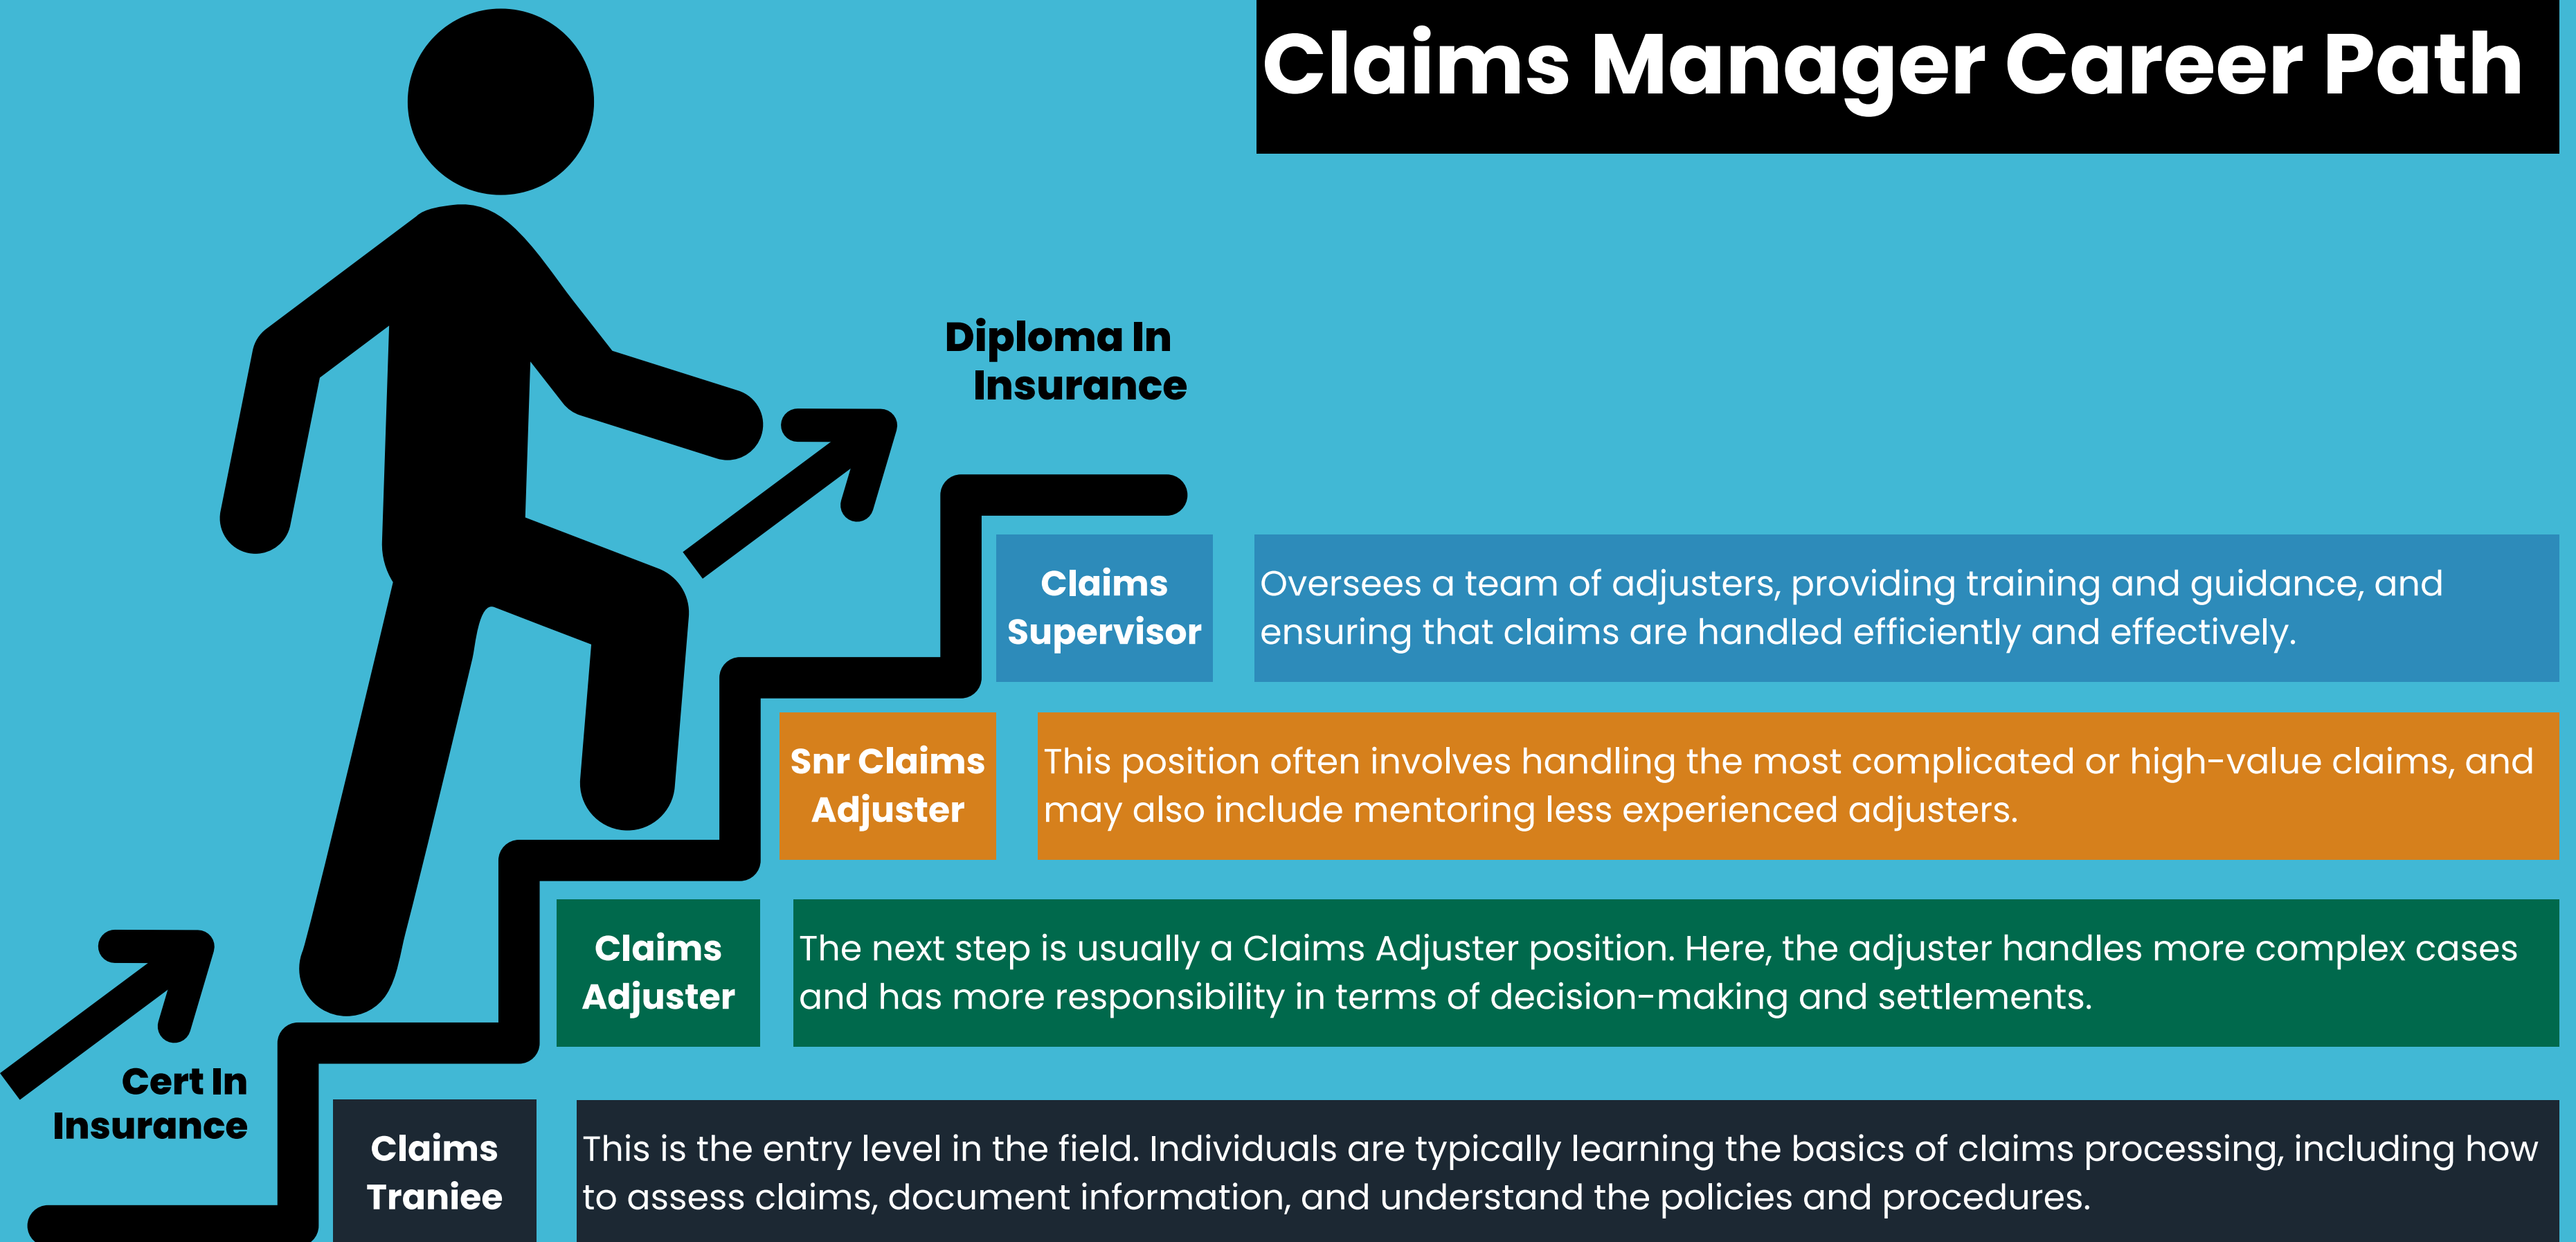 Claims Manager Career Path
Diploma In
Insurance
Claims
Supervisor
Oversees a team of adjusters, providing training and guidance, and
ensuring that claims are handled efficiently and effectively.
Snr Claims
Adjuster
This position often involves handling the most complicated or high-value claims, and
may also include mentoring less experienced adjusters.
Claims
Adjuster
The next step is usually a Claims Adjuster position. Here, the adjuster handles more complex cases
and has more responsibility in terms of decision-making and settlements.
Cert In
Insurance
Claims
Traniee
This is the entry level in the field. Individuals are typically learning the basics of claims processing, including how
to assess claims, document information, and understand the policies and procedures.